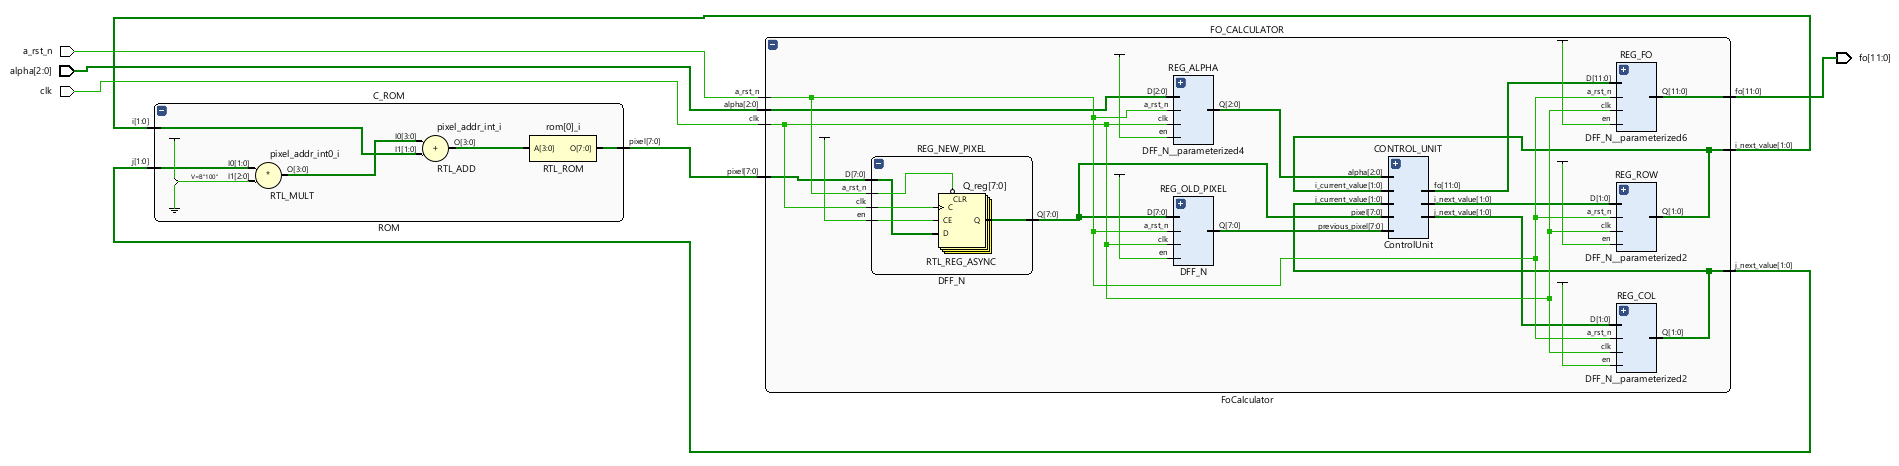 a_rst_n
alpha[2:0]
clk
C_ROM
i[1:0]
j[1:0]
pixel_addr_int0_i
I0[1:0]
V=B"100"
I1[2:0]
*
O[3:0]
RTL_MULT
pixel_addr_int_i
I0[3:0]
I1[1:0]
+
O[3:0]
RTL_ADD
rom[0]_i
A[3:0]
O[7:0]
RTL_ROM
pixel[7:0]
ROM
FO_CALCULATOR
a_rst_n
alpha[2:0]
clk
pixel[7:0]
REG_NEW_PIXEL
D[7:0]
a_rst_n
clk
en
Q_reg[7:0]
CLR
C
CE
D
Q
RTL_REG_ASYNC
Q[7:0]
DFF_N
REG_ALPHA
D[2:0]
a_rst_n
clk
en
Q[2:0]
DFF_N__parameterized4
REG_OLD_PIXEL
D[7:0]
a_rst_n
clk
en
Q[7:0]
DFF_N
CONTROL_UNIT
alpha[2:0]
i_current_value[1:0]
j_current_value[1:0]
pixel[7:0]
previous_pixel[7:0]
fo[11:0]
i_next_value[1:0]
j_next_value[1:0]
ControlUnit
REG_FO
D[11:0]
a_rst_n
clk
en
Q[11:0]
DFF_N__parameterized6
REG_ROW
D[1:0]
a_rst_n
clk
en
Q[1:0]
DFF_N__parameterized2
REG_COL
D[1:0]
a_rst_n
clk
en
Q[1:0]
DFF_N__parameterized2
fo[11:0]
i_next_value[1:0]
j_next_value[1:0]
FoCalculator
fo[11:0]